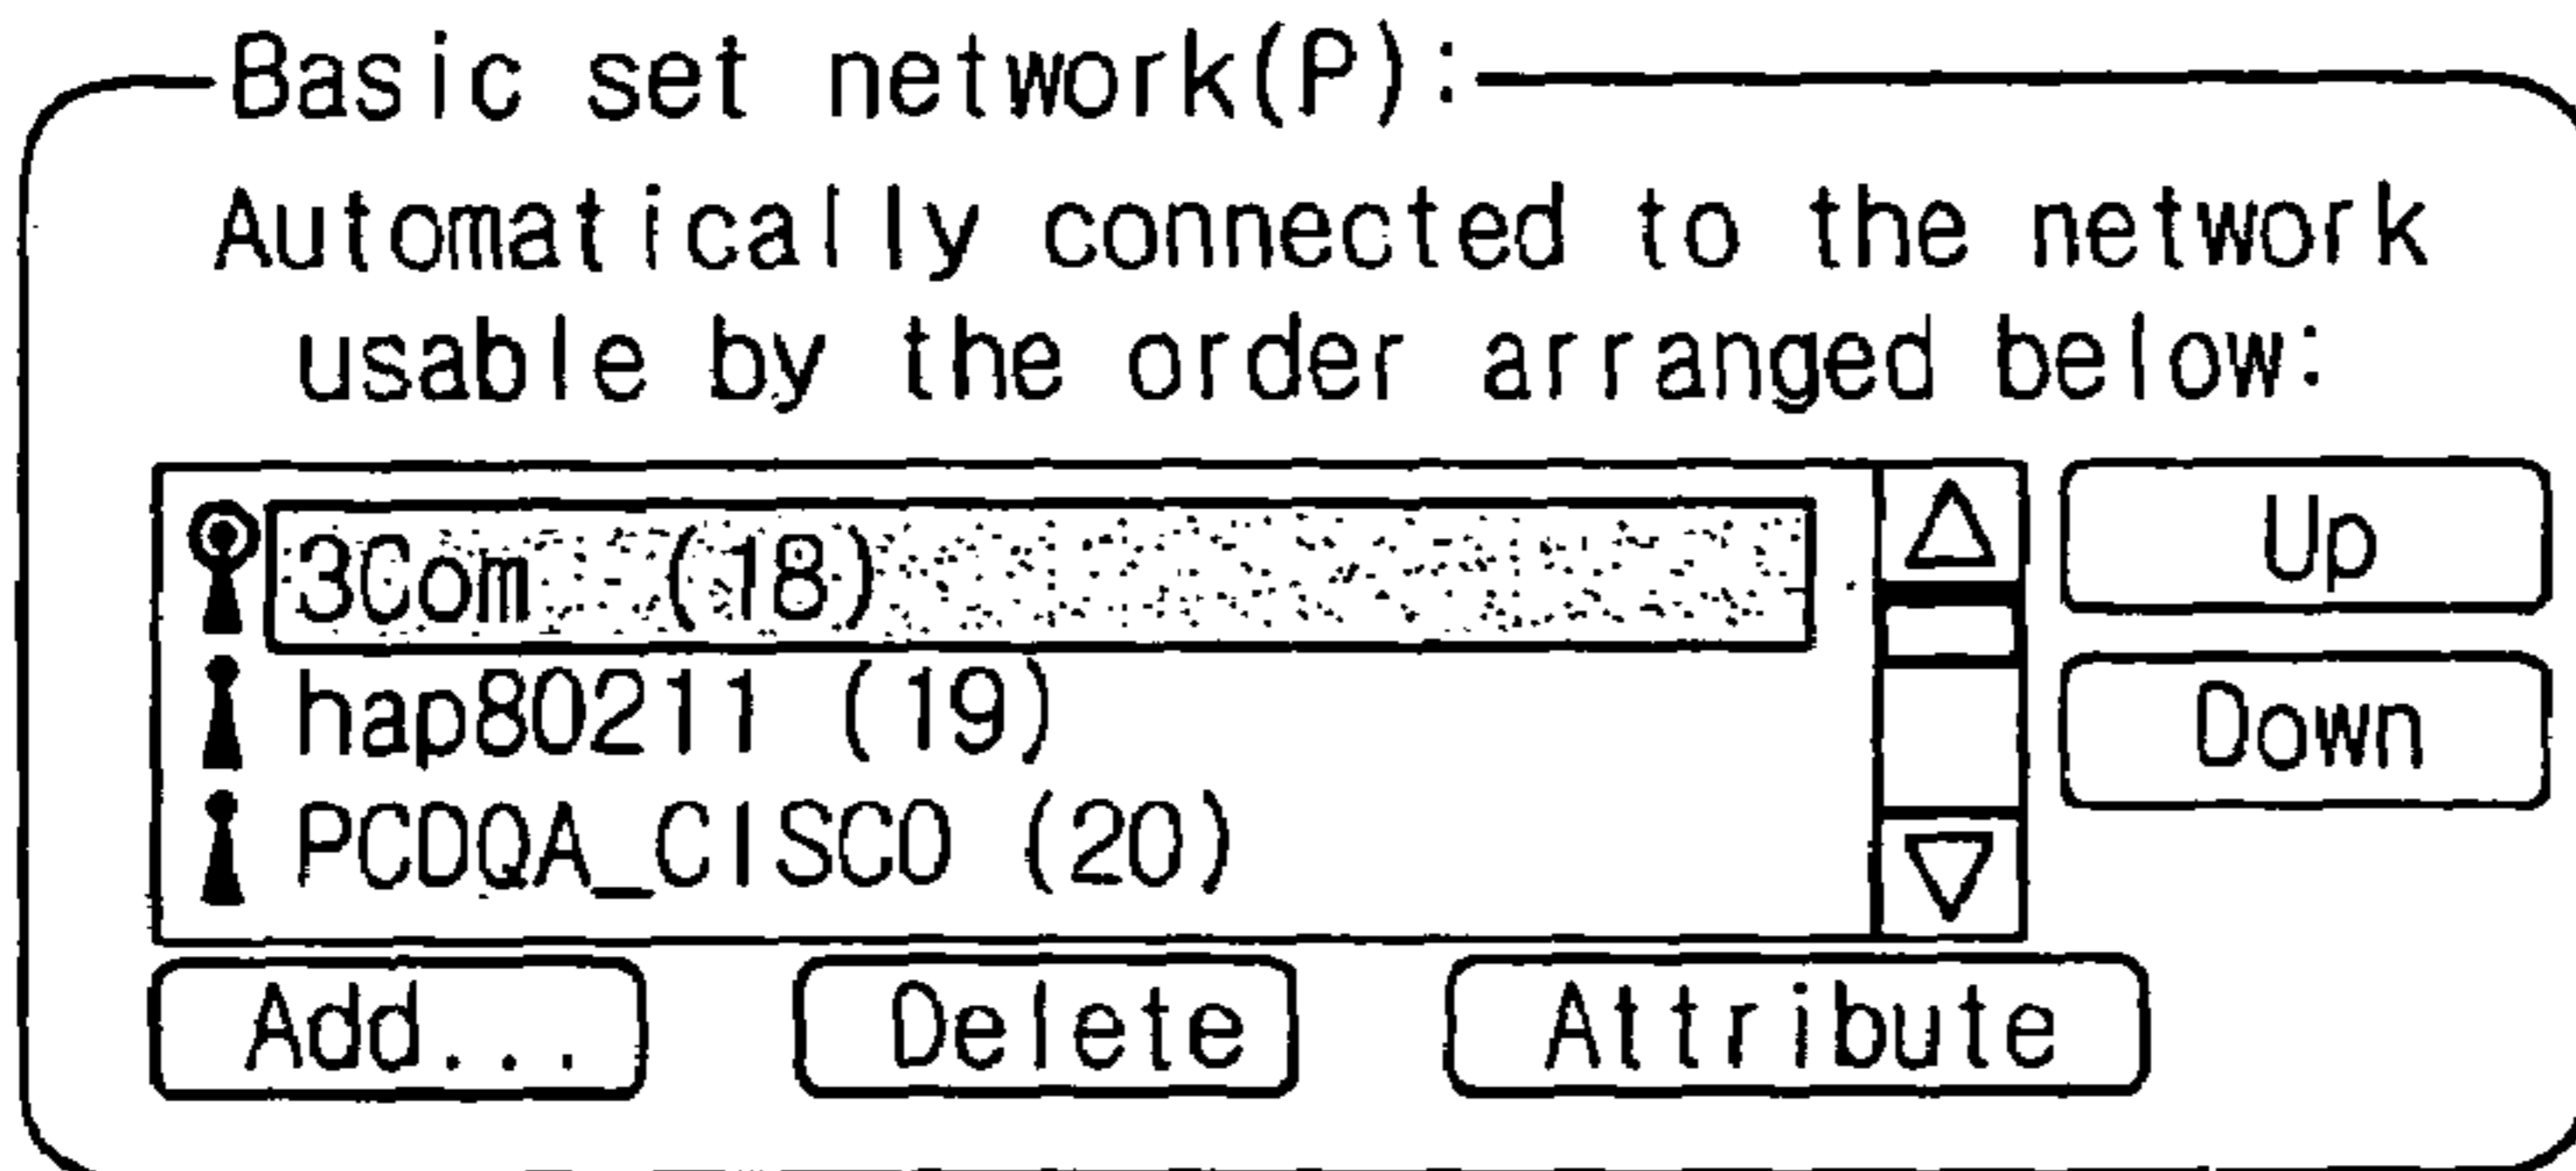 Basic set network(P):
Automatically connected to the network
usable by the order arranged below:
3Com (18)
Up
hap80211 (19)
Down
PCDQA_CISCO (20)
Add... Delete Attribute